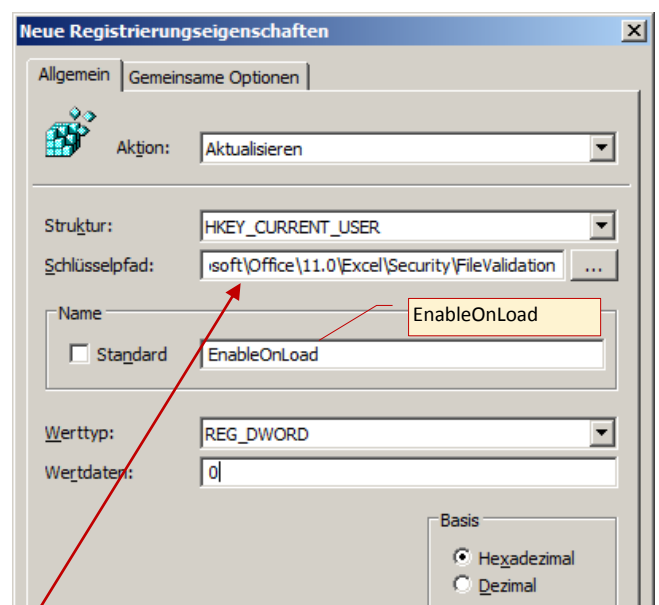 Neue Registrierungseigenschaften
Allgemein Gemeinsame Optionen
Aktion: Aktualisieren
Struktur: HKEY_CURRENT_USER
Schlüsselpfad: soft\Office\11.0\Excel\Security\FileValidation ...
Name
EnableOnLoad
Standard EnableOnLoad
Werttyp: REG_DWORD
Wertdaten: 0
Basis
Hexadezimal
Dezimal